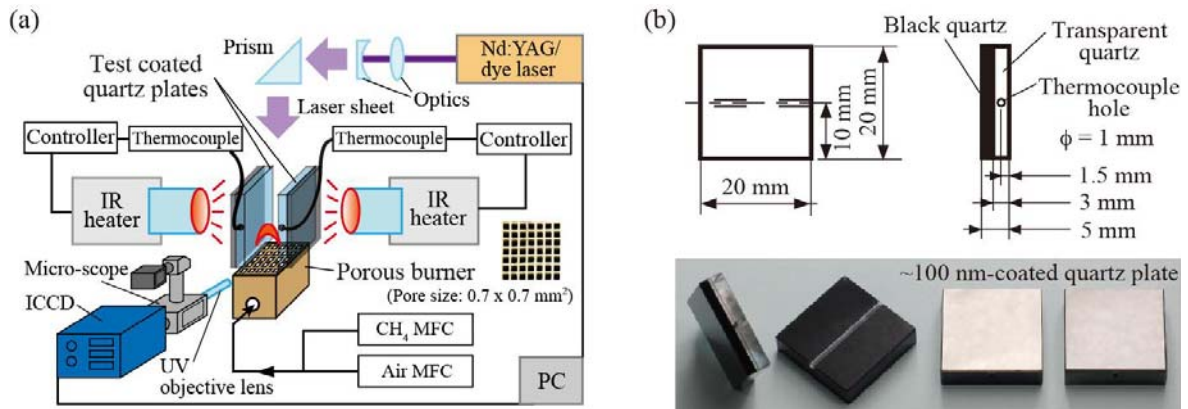 (a)
Prism
Nd:YAG/
dye laser
Test coated
quartz plates
Optics
Laser sheet
Controller
Thermocouple
Thermocouple
Controller
IR
heater
IR
heater
Micro-scope
ICCD
Porous burner
(Pore size: 0.7 x 0.7 mm²)
UV
objective lens
CH₄ MFC
Air MFC
PC
(b)
Black quartz
Transparent
quartz
Thermocouple
hole
ϕ = 1 mm
10 mm
20 mm
20 mm
1.5 mm
3 mm
5 mm
~100 nm-coated quartz plate